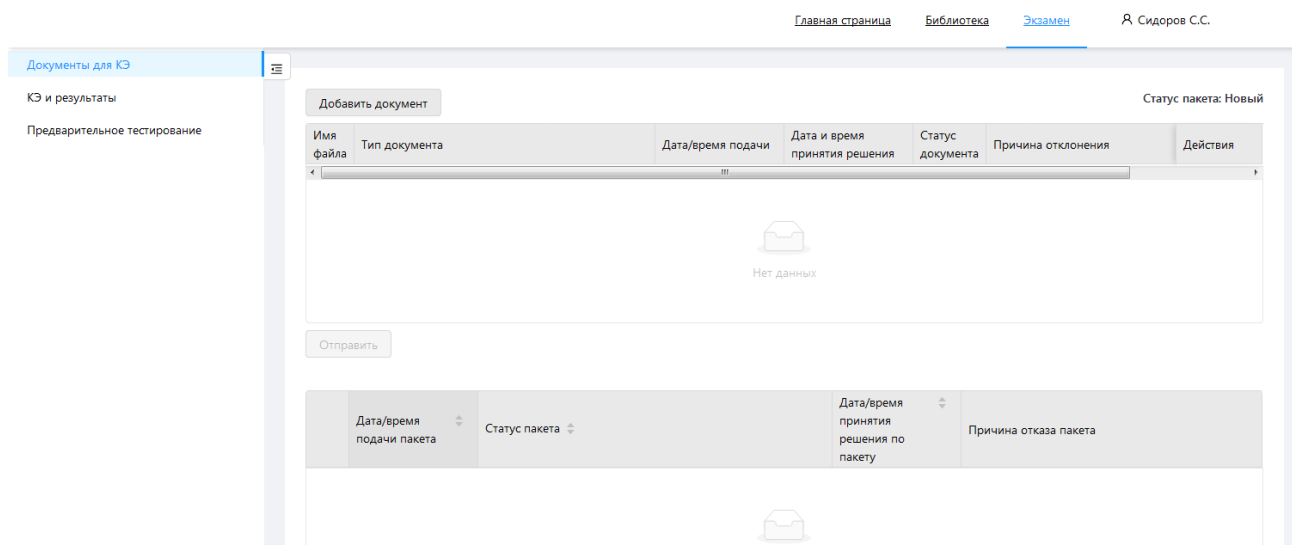 Главная страница Библиотека Экзамен Сидоров С.С.
Документы для КЭ
КЭ и результаты
Предварительное тестирование
Добавить документ
Статус пакета: Новый
Имя файла
Тип документа
Дата/время подачи
Дата и время принятия решения
Статус документа
Причина отклонения
Действия
Нет данных
Отправить
Дата/время
подачи пакета
Статус пакета
Дата/время
принятия
решения по
пакету
Причина отказа пакета